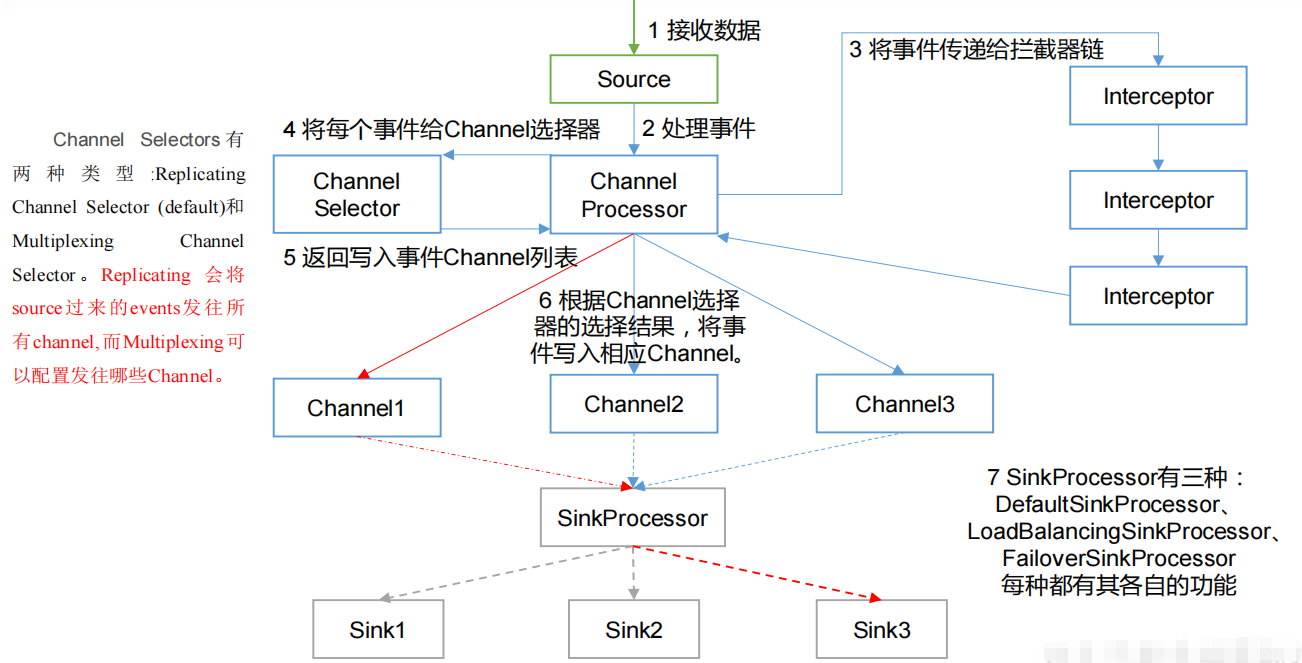 1 接收数据
Source
3 将事件传递给拦截器链
Interceptor
Interceptor
Interceptor
2 处理事件
4 将每个事件给Channel选择器
Channel
Selector
Channel
Processor
5 返回写入事件Channel列表
Channel Selectors有
两种类型:Replicating
Channel Selector (default)和
Multiplexing Channel
Selector。Replicating 会将
source过来的events发往所
有channel,而Multiplexing可
以配置发往哪些Channel。
6 根据Channel选择
器的选择结果，将事
件写入相应Channel。
Channel1
Channel2
Channel3
SinkProcessor
7 SinkProcessor有三种：
DefaultSinkProcessor、
LoadBalancingSinkProcessor、
FailoverSinkProcessor
每种都有其各自的功能
Sink1
Sink2
Sink3